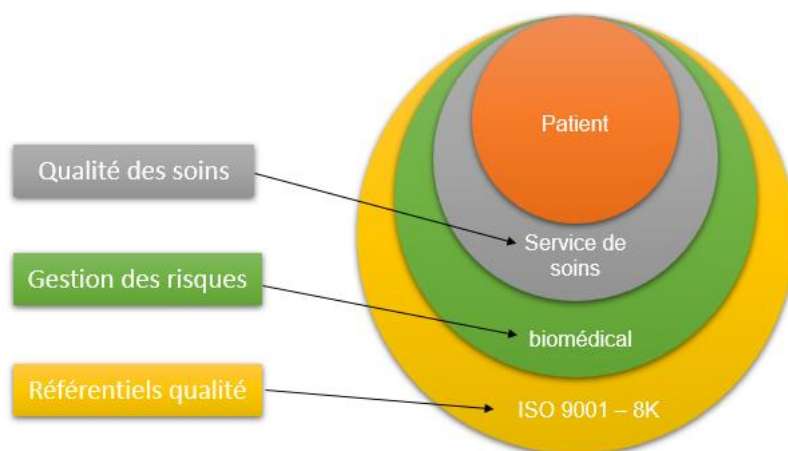 Patient
Qualité des soins
Service de
soins
Gestion des risques
biomédical
Référentiels qualité
ISO 9001 – 8K